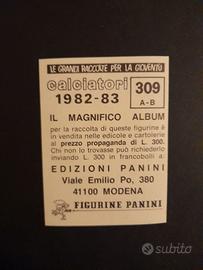 LE GRANDI RACCOLTE PER LA GIOVENTÙ
calciatori
1982-83
309
A-B
IL MAGNIFICO ALBUM
per la raccolta di queste figurine è
in vendita nelle edicole e cartolerie
al prezzo propaganda di L. 300.
Chi non lo trovasse può richiederlo
inviando L. 300 in francobolli a:
EDIZIONI PANINI
Viale Emilio Po, 380
41100 MODENA
FIGURINE PANINI
subito